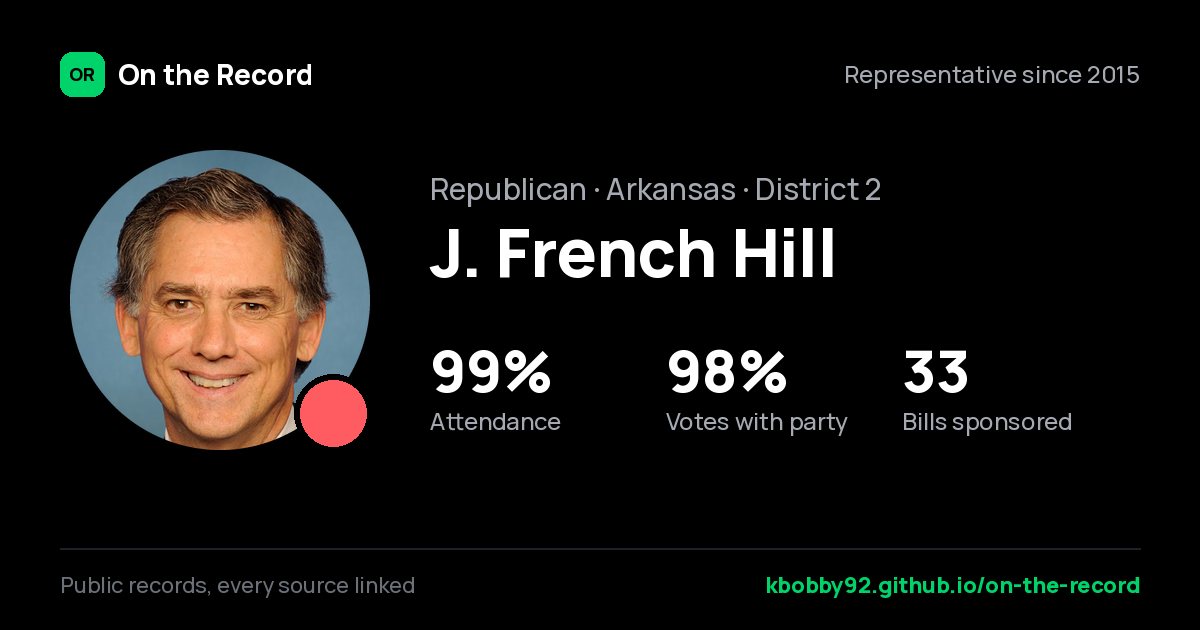 OR On the Record
Representative since 2015
Republican · Arkansas · District 2
J. French Hill
99% 98% 33
Attendance Votes with party Bills sponsored
Public records, every source linked
kbobby92.github.io/on-the-record